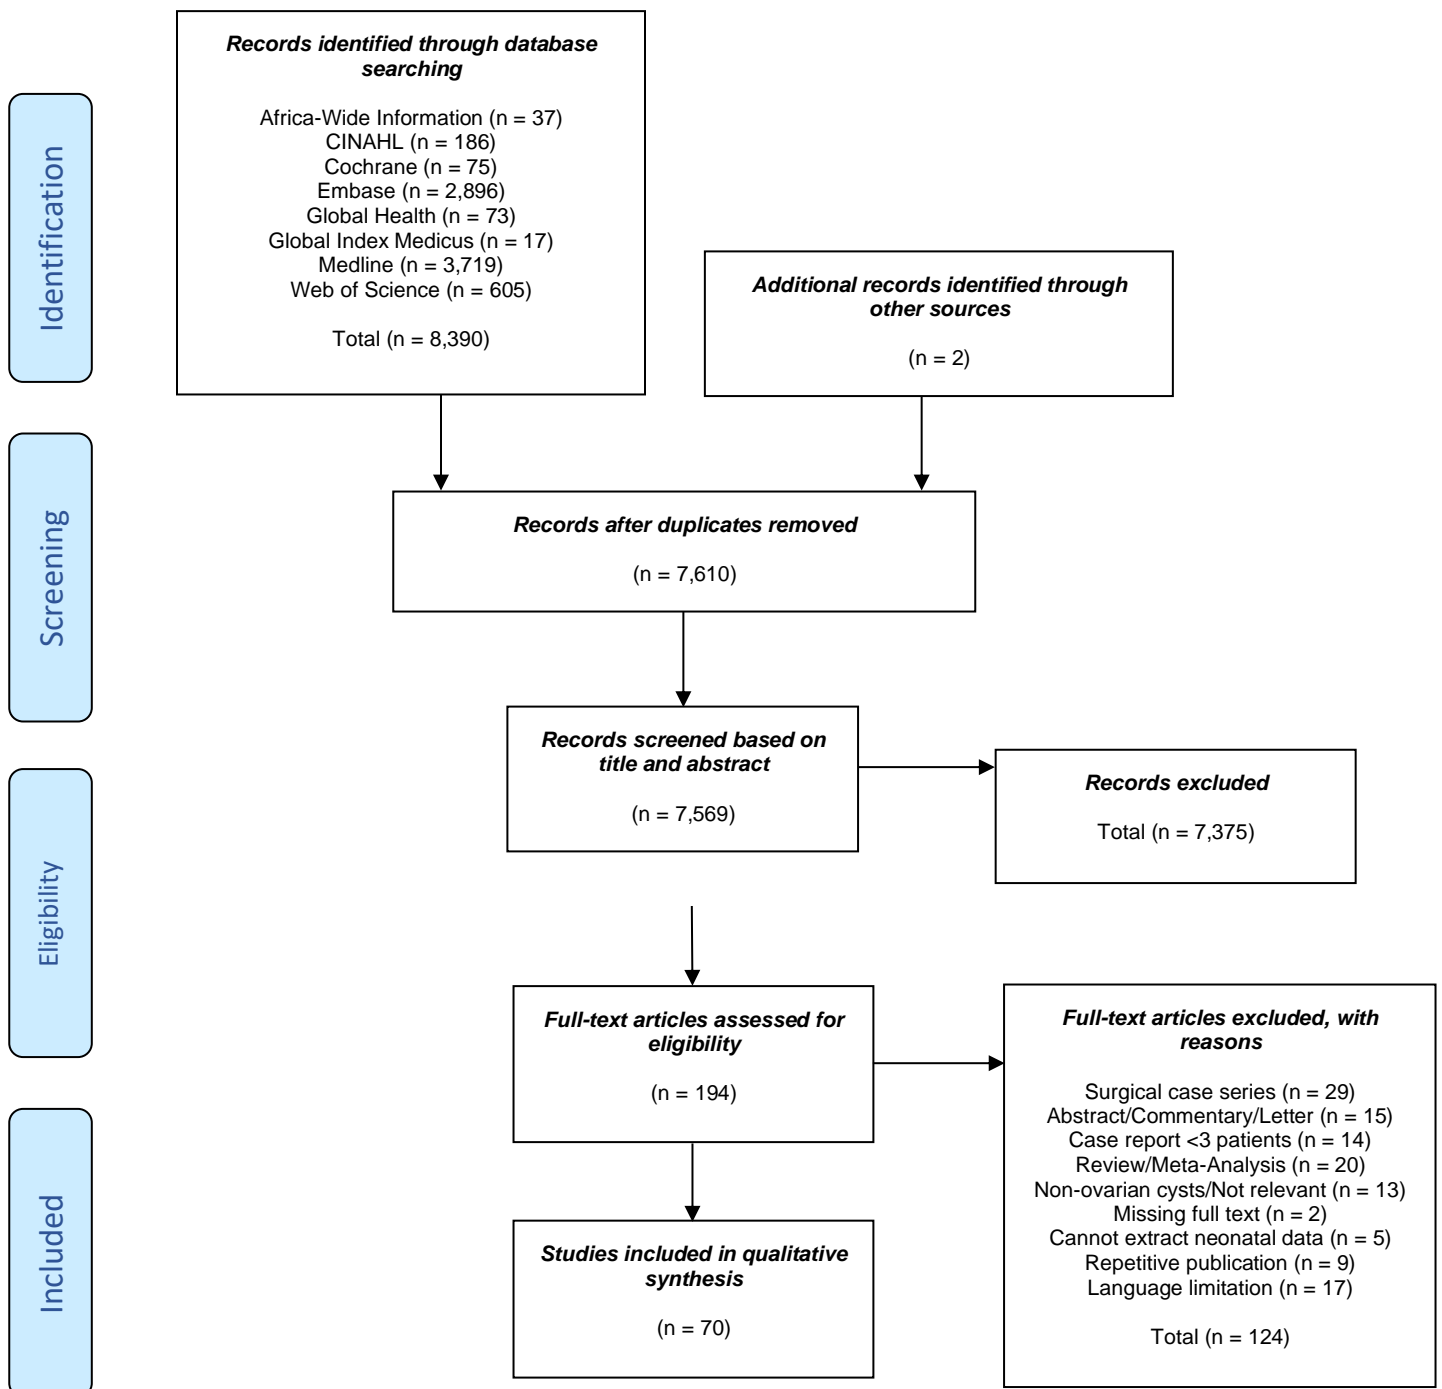 Identification
Records identified through database
searching
Africa-Wide Information (n = 37)
CINAHL (n = 186)
Cochrane (n = 75)
Embase (n = 2,896)
Global Health (n = 73)
Global Index Medicus (n = 17)
Medline (n = 3,719)
Web of Science (n = 605)
Total (n = 8,390)
Additional records identified through
other sources
(n = 2)
Screening
Records after duplicates removed
(n = 7,610)
Records screened based on
title and abstract
(n = 7,569)
Records excluded
Total (n = 7,375)
Eligibility
Full-text articles assessed for
eligibility
(n = 194)
Full-text articles excluded, with
reasons
Surgical case series (n = 29)
Abstract/Commentary/Letter (n = 15)
Case report <3 patients (n = 14)
Review/Meta-Analysis (n = 20)
Non-ovarian cysts/Not relevant (n = 13)
Missing full text (n = 2)
Cannot extract neonatal data (n = 5)
Repetitive publication (n = 9)
Language limitation (n = 17)
Total (n = 124)
Included
Studies included in qualitative
synthesis
(n = 70)